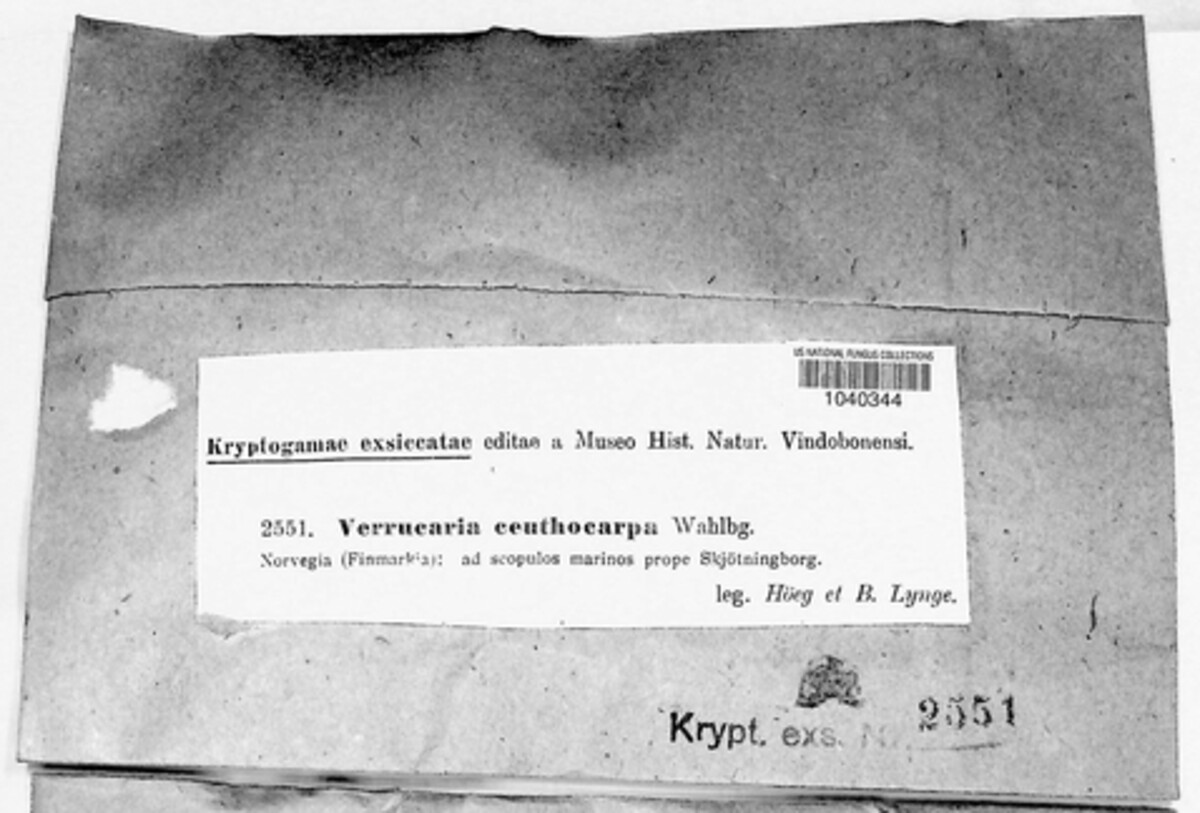 US NATIONAL FUNGUS COLLECTIONS
1040344
Kryptogamae exsiccatae editae a Museo Hist. Natur. Vindobonensi.
2551. Verrucaria ceuthocarpa Wahlbg.
Norvegia (Finmarkia): ad scopulos marinos prope Skjötningborg.
leg. Höeg et B. Lynge.
Krypt. exs. Nr. 2551